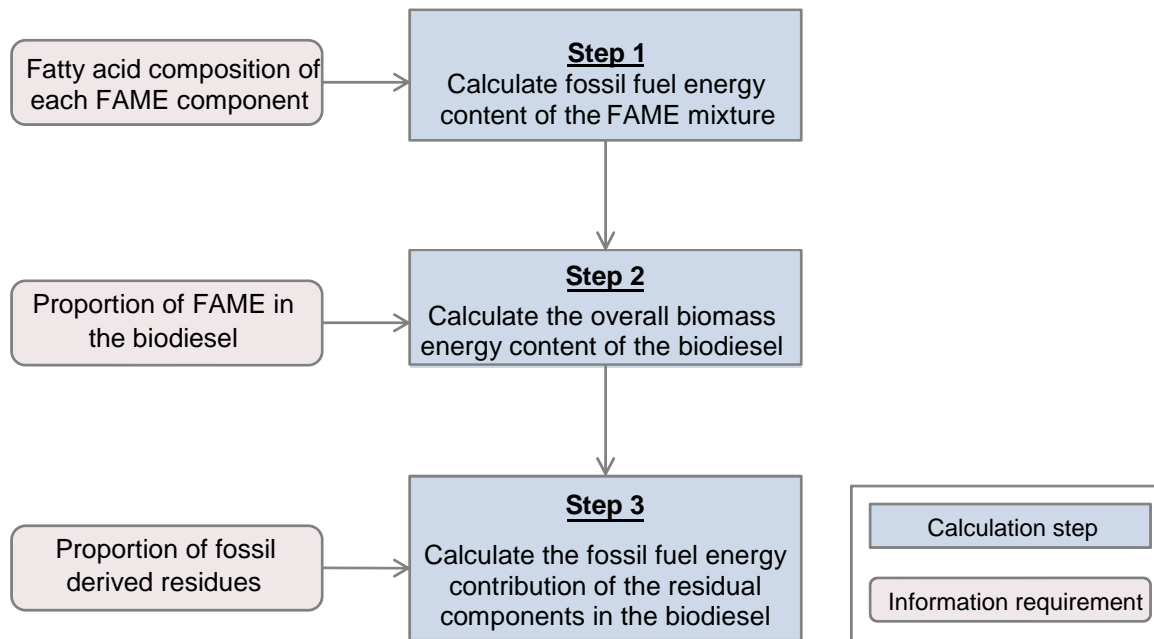 Fatty acid composition of
each FAME component
Step 1
Calculate fossil fuel energy
content of the FAME mixture
Proportion of FAME in
the biodiesel
Step 2
Calculate the overall biomass
energy content of the biodiesel
Proportion of fossil
derived residues
Step 3
Calculate the fossil fuel energy
contribution of the residual
components in the biodiesel
Calculation step
Information requirement